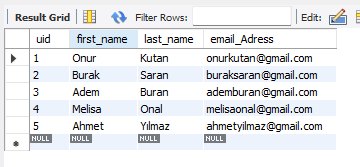 Result Grid Filter Rows: Edit:
uid first_name last_name email_Adress
1 Onur Kutan onurkutan@gmail.com
2 Burak Saran buraksaran@gmail.com
3 Adem Buran ademburan@gmail.com
4 Melisa Onal melisaonal@gmail.com
5 Ahmet Yılmaz ahmetyilmaz@gmail.com
NULL NULL NULL NULL